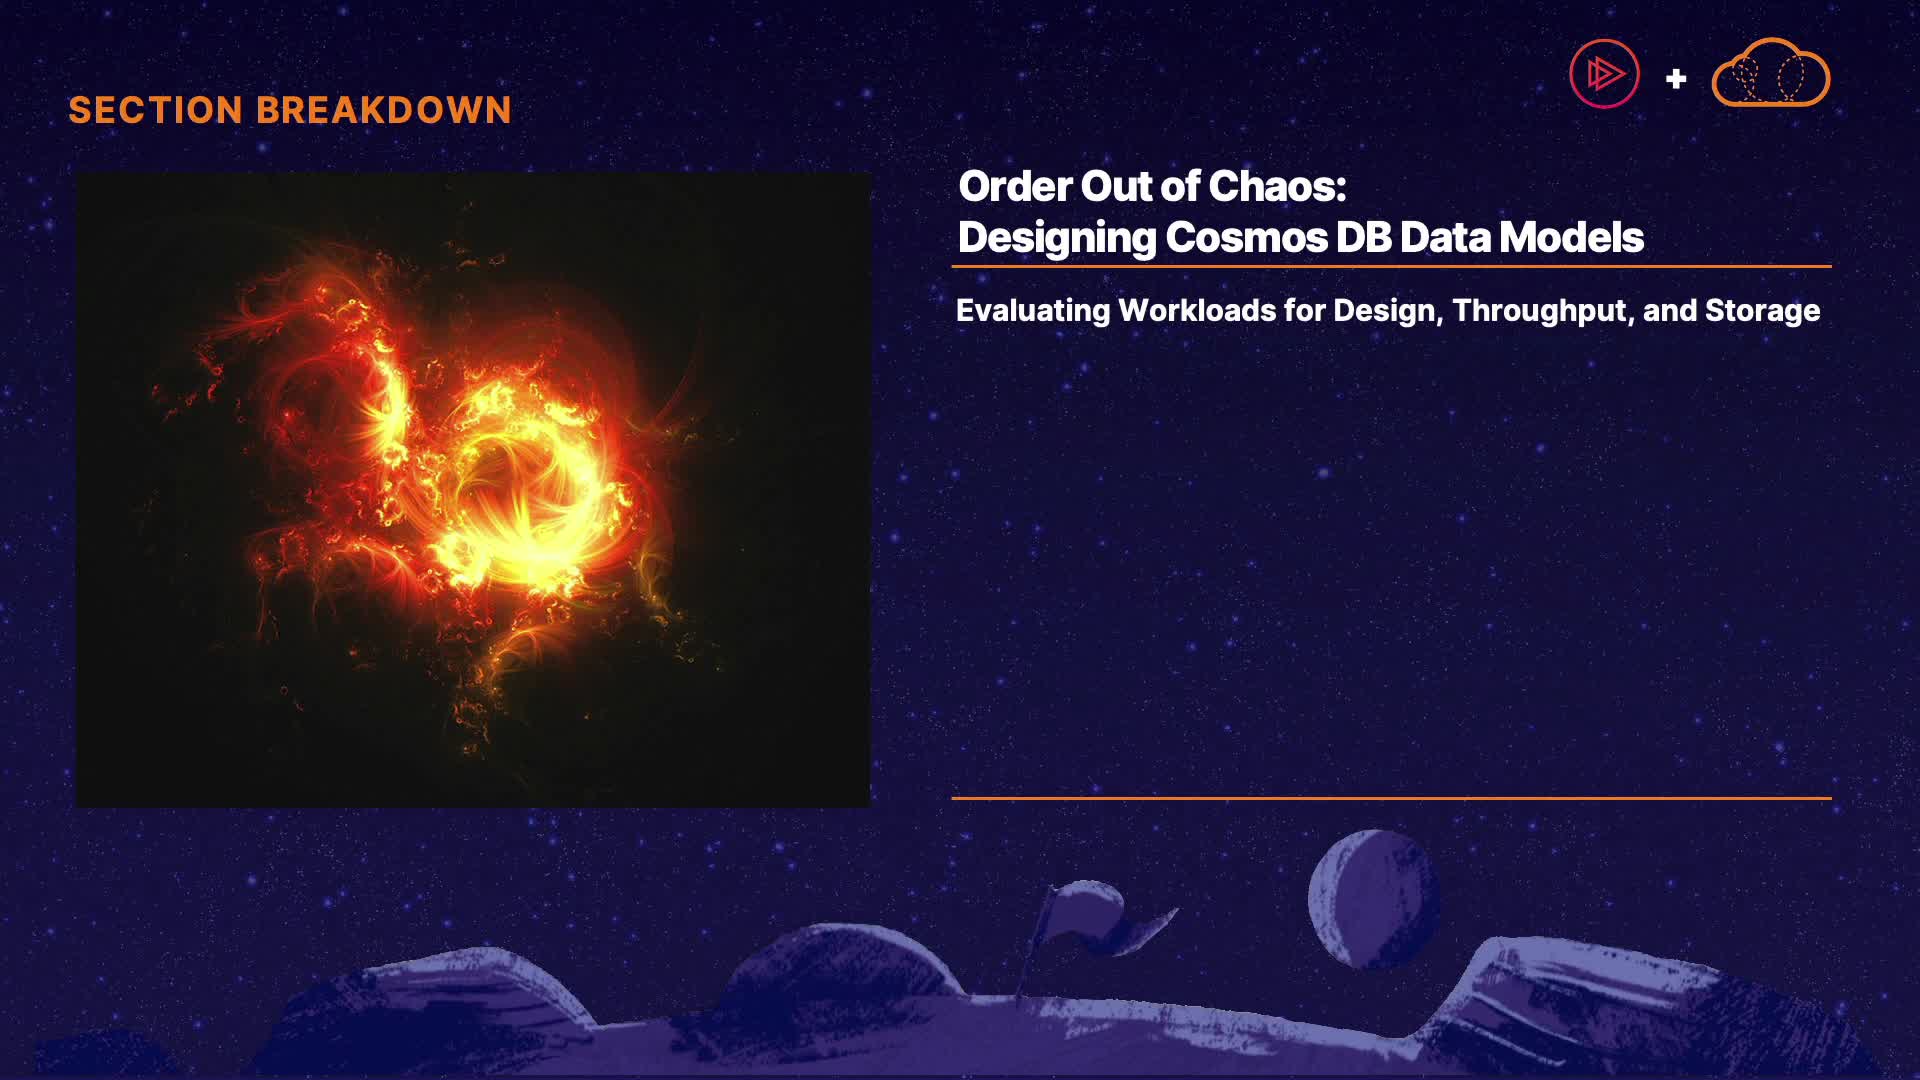 SECTION BREAKDOWN
Order Out of Chaos:
Designing Cosmos DB Data Models
Evaluating Workloads for Design, Throughput, and Storage